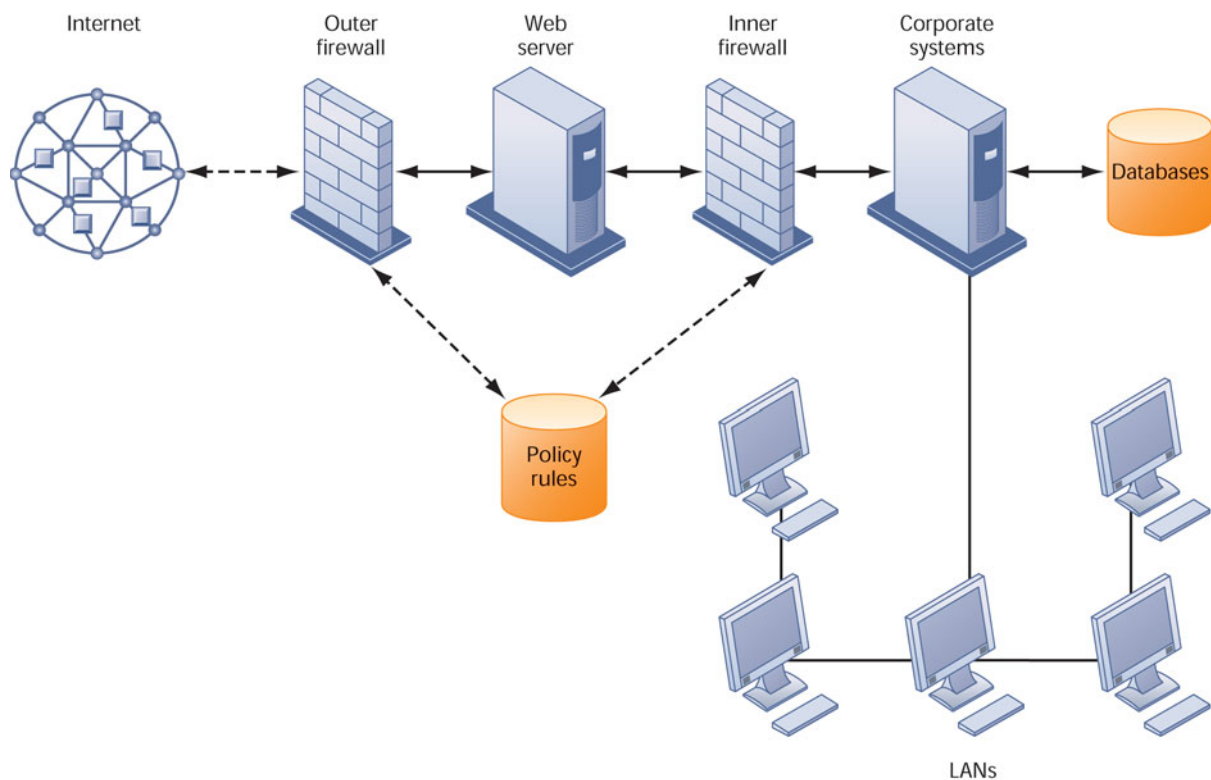 Internet
Outer
firewall
Web
server
Inner
firewall
Corporate
systems
Databases
Policy
rules
LANs